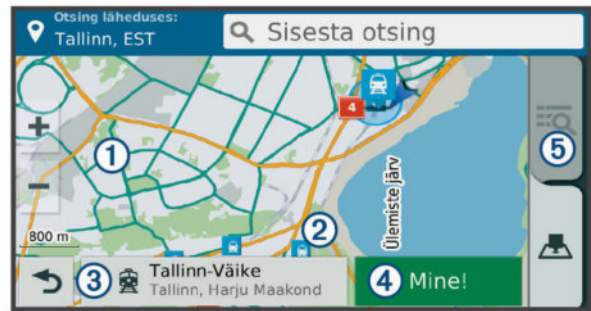 Otsing läheduses:
Tallinn, EST
Sisesta otsing
4
+
1
5
−
Ülemiste järv
2
800 m
3
Tallinn-Väike
Tallinn, Harju Maakond
4
Mine!